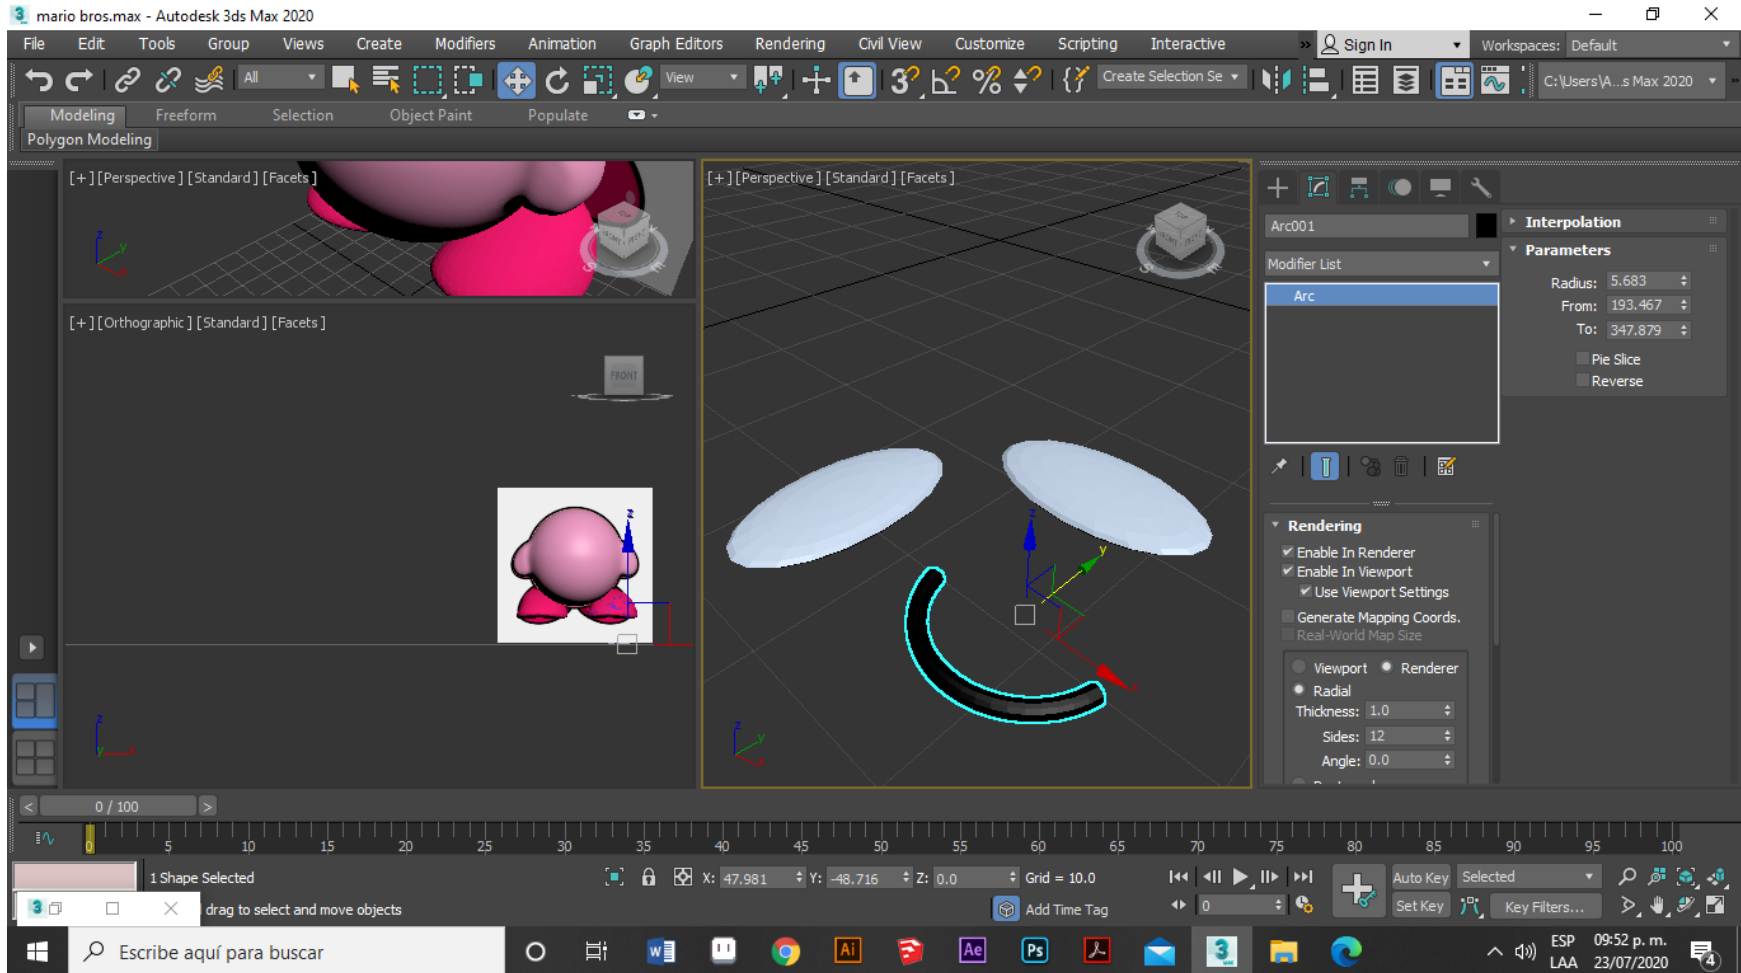 mario bros.max - Autodesk 3ds Max 2020
File Edit Tools Group Views Create Modifiers Animation Graph Editors Rendering Civil View Customize Scripting Interactive » Sign In Workspaces: Default
All View Create Selection Se C:\Users\A...s Max 2020
Modeling Freeform Selection Object Paint Populate
Polygon Modeling
[+] [Perspective] [Standard] [Facets]
[+] [Perspective] [Standard] [Facets]
TOP
FRONT
[+] [Orthographic] [Standard] [Facets]
FRONT
Arc001
Modifier List
Arc
Interpolation
Parameters
Radius: 5.683
From: 193.467
To: 347.879
Pie Slice
Reverse
Rendering
Enable In Renderer
Enable In Viewport
Use Viewport Settings
Generate Mapping Coords.
Real-World Map Size
Viewport Renderer
Radial
Thickness: 1.0
Sides: 12
Angle: 0.0
0 / 100
0 5 10 15 20 25 30 35 40 45 50 55 60 65 70 75 80 85 90 95 100
1 Shape Selected X: 47.981 Y: -48.716 Z: 0.0 Grid = 10.0 Auto Key Selected
drag to select and move objects Add Time Tag 0 Set Key Key Filters...
Escribe aquí para buscar
ESP 09:52 p. m.
LAA 23/07/2020